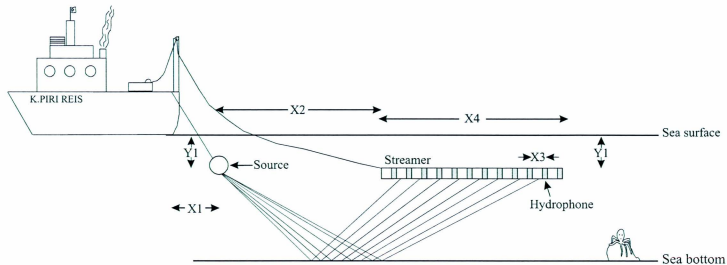 K.PIRI REIS
X2
X4
Sea surface
Y1
Source
Streamer
X3
Y1
Hydrophone
X1
Sea bottom